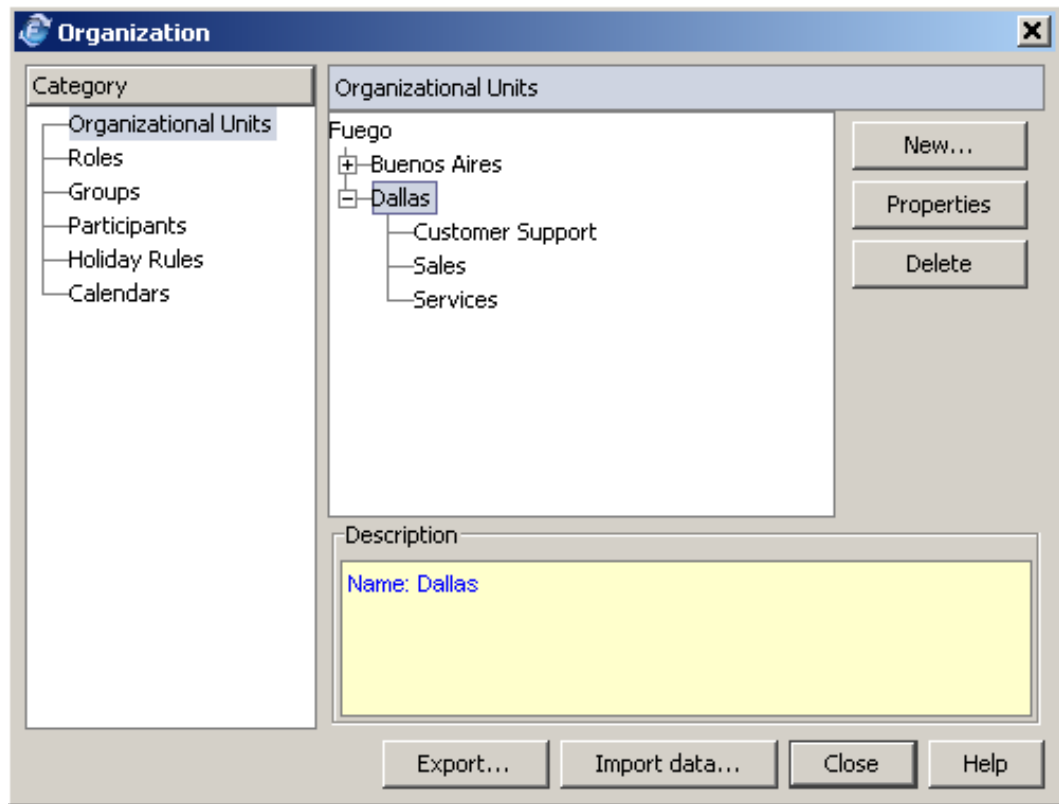 Organization
Category
Organizational Units
Roles
Groups
Participants
Holiday Rules
Calendars
Organizational Units
Fuego
Buenos Aires
Dallas
Customer Support
Sales
Services
New...
Properties
Delete
Description
Name: Dallas
Export...
Import data...
Close
Help